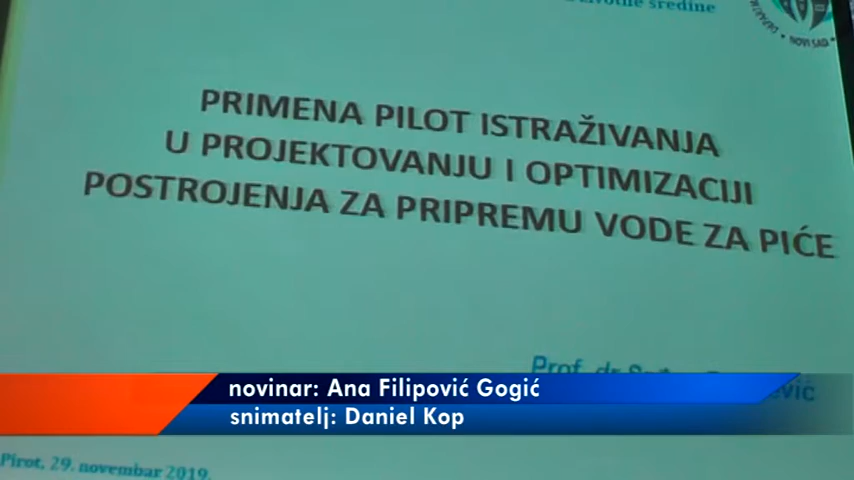 životne sredine
NOVI SAD
PRIMENA PILOT ISTRAŽIVANJA
U PROJEKTOVANJU I OPTIMIZACIJI
POSTROJENJA ZA PRIPREMU VODE ZA PIĆE
Prof. dr
novinar: Ana Filipović Gogić
snimatelj: Daniel Kop
Pirot, 29. novembar 2019.